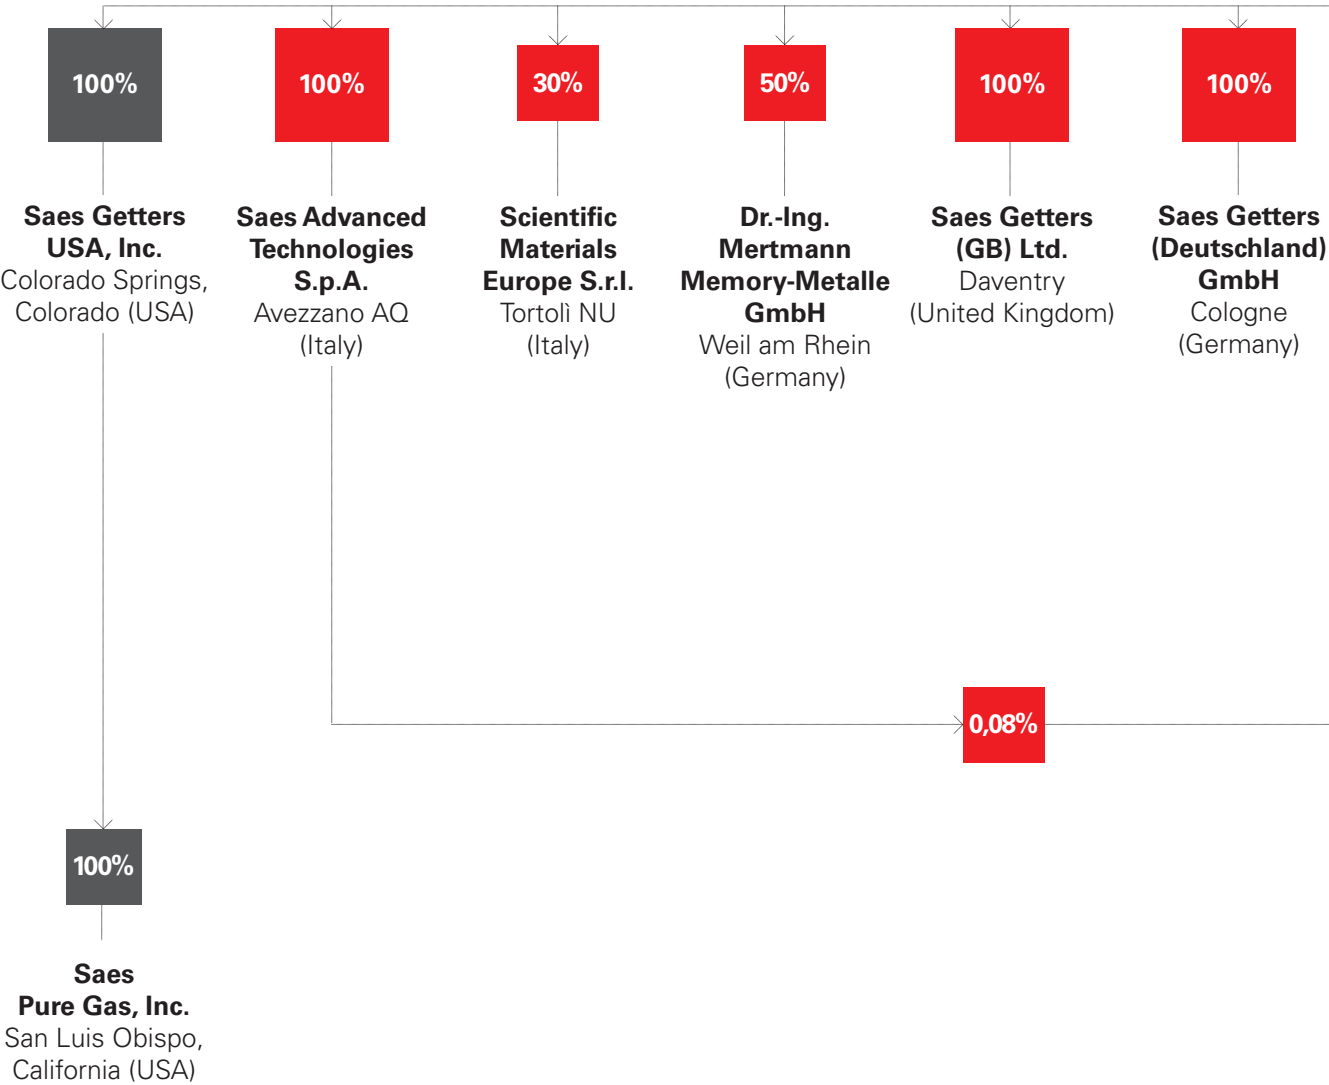 100%
Saes Getters
USA, Inc.
Colorado Springs,
Colorado (USA)
100%
Saes Advanced
Technologies
S.p.A.
Avezzano AQ
(Italy)
30%
Scientific
Materials
Europe S.r.l.
Tortolì NU
(Italy)
50%
Dr.-Ing.
Mertmann
Memory-Metalle
GmbH
Weil am Rhein
(Germany)
100%
Saes Getters
(GB) Ltd.
Daventry
(United Kingdom)
100%
Saes Getters
(Deutschland)
GmbH
Cologne
(Germany)
0,08%
100%
Saes
Pure Gas, Inc.
San Luis Obispo,
California (USA)